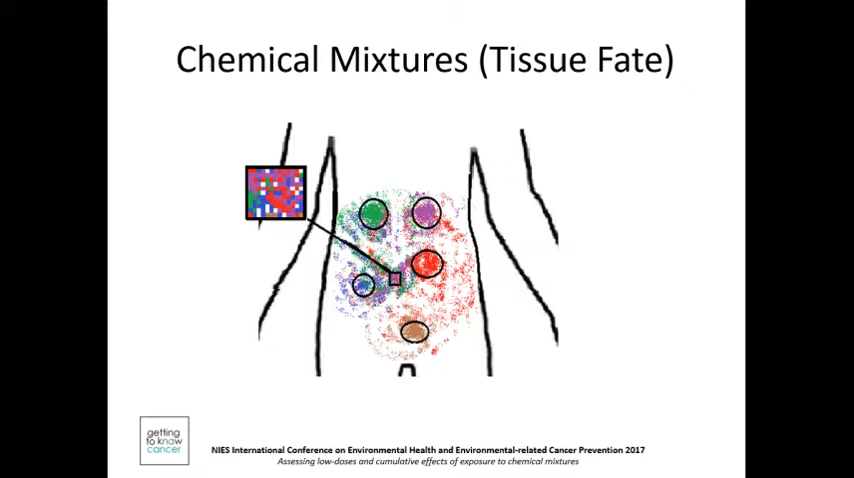 Chemical Mixtures (Tissue Fate)
getting
to know
cancer
NIES International Conference on Environmental Health and Environmental-related Cancer Prevention 2017
Assessing low-doses and cumulative effects of exposure to chemical mixtures